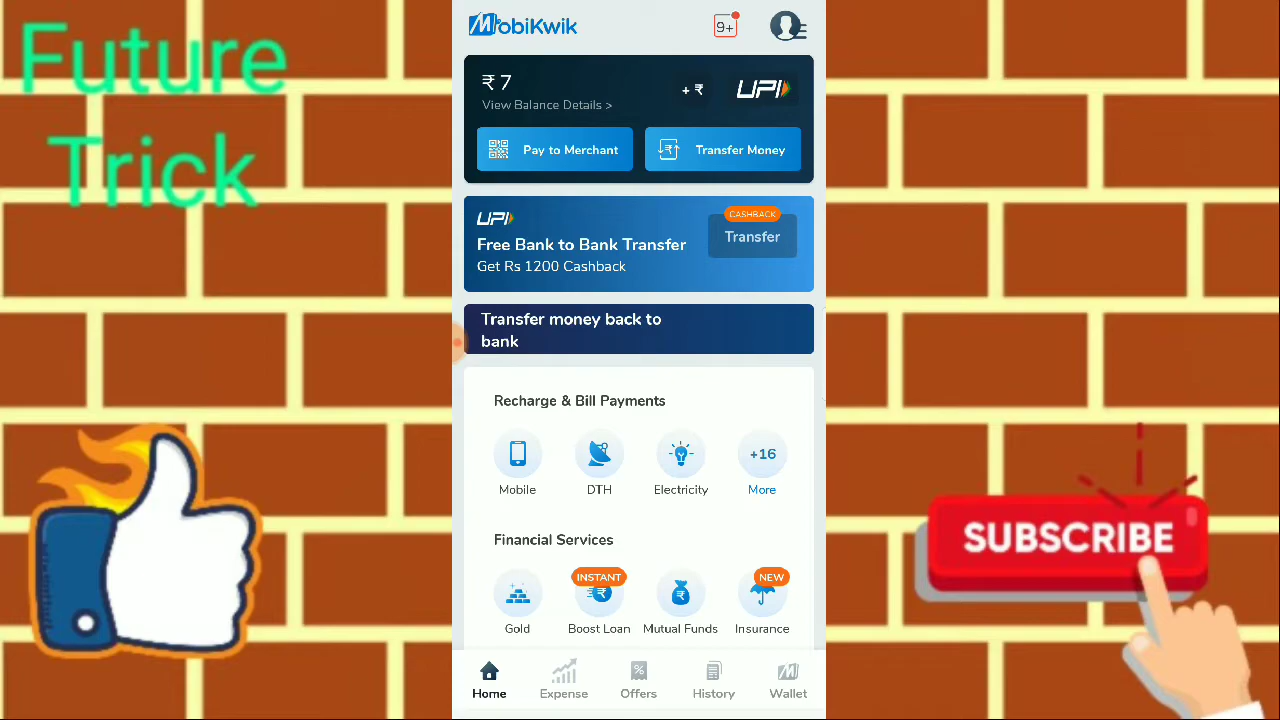 Future
Trick
MobiKwik
9+
₹ 7
View Balance Details >
+ ₹
UPI
Pay to Merchant
Transfer Money
UPI
CASHBACK
Free Bank to Bank Transfer
Transfer
Get Rs 1200 Cashback
Transfer money back to
bank
Recharge & Bill Payments
+16
Mobile
DTH
Electricity
More
Financial Services
INSTANT
NEW
Gold
Boost Loan
Mutual Funds
Insurance
Home
Expense
Offers
History
Wallet
SUBSCRIBE